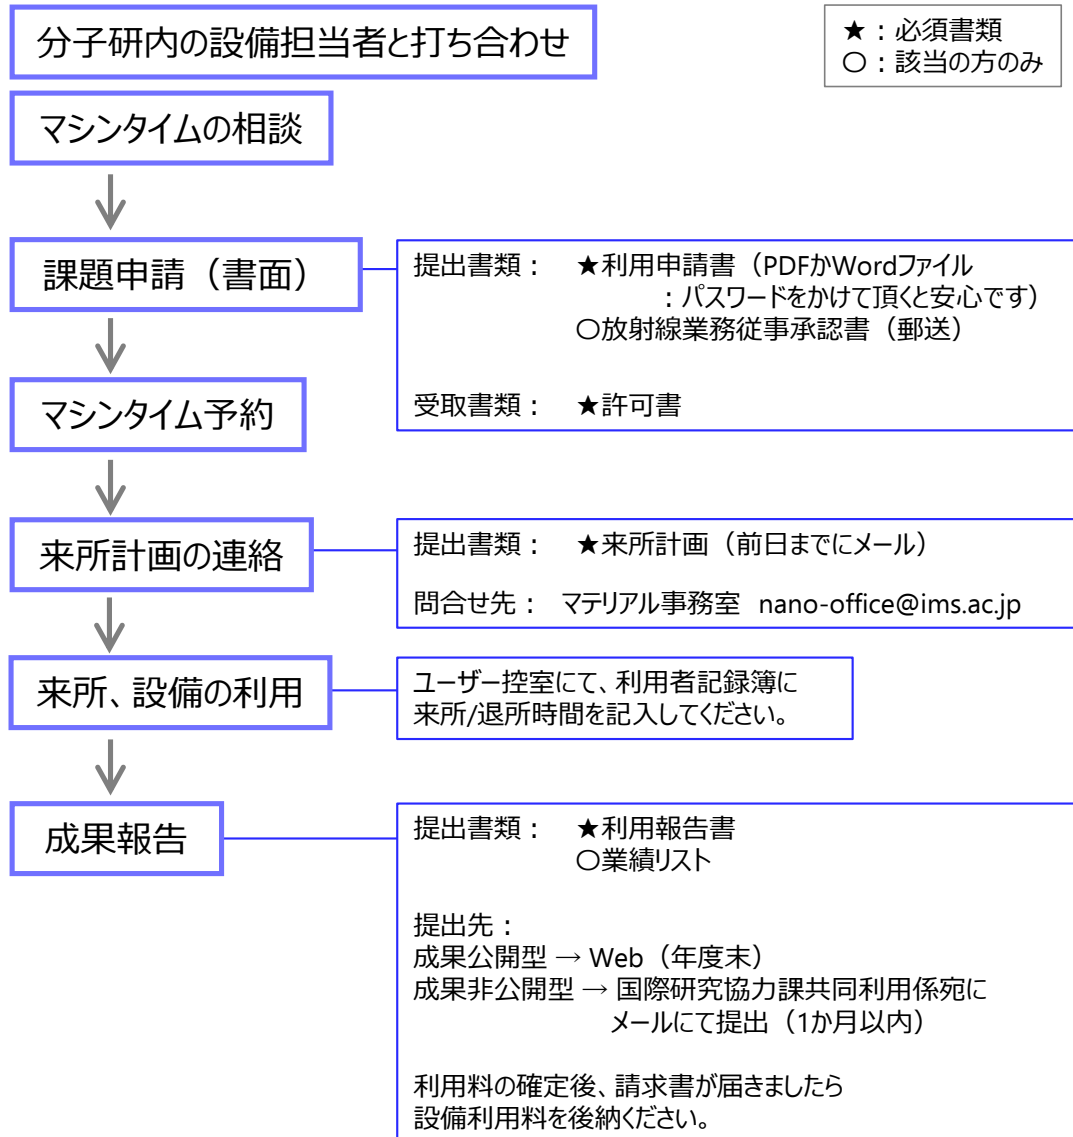 分子研内の設備担当者と打ち合わせ
★：必須書類
〇：該当の方のみ
マシンタイムの相談
課題申請（書面）
提出書類： ★利用申請書（PDFかWordファイル
：パスワードをかけて頂くと安心です）
〇放射線業務従事承認書（郵送）
受取書類： ★許可書
マシンタイム予約
来所計画の連絡
提出書類： ★来所計画（前日までにメール）
問合せ先： マテリアル事務室 nano-office@ims.ac.jp
来所、設備の利用
ユーザー控室にて、利用者記録簿に
来所/退所時間を記入してください。
成果報告
提出書類： ★利用報告書
〇業績リスト
提出先：
成果公開型 → Web（年度末）
成果非公開型 → 国際研究協力課共同利用係宛に
メールにて提出（1か月以内）
利用料の確定後、請求書が届きましたら
設備利用料を後納ください。